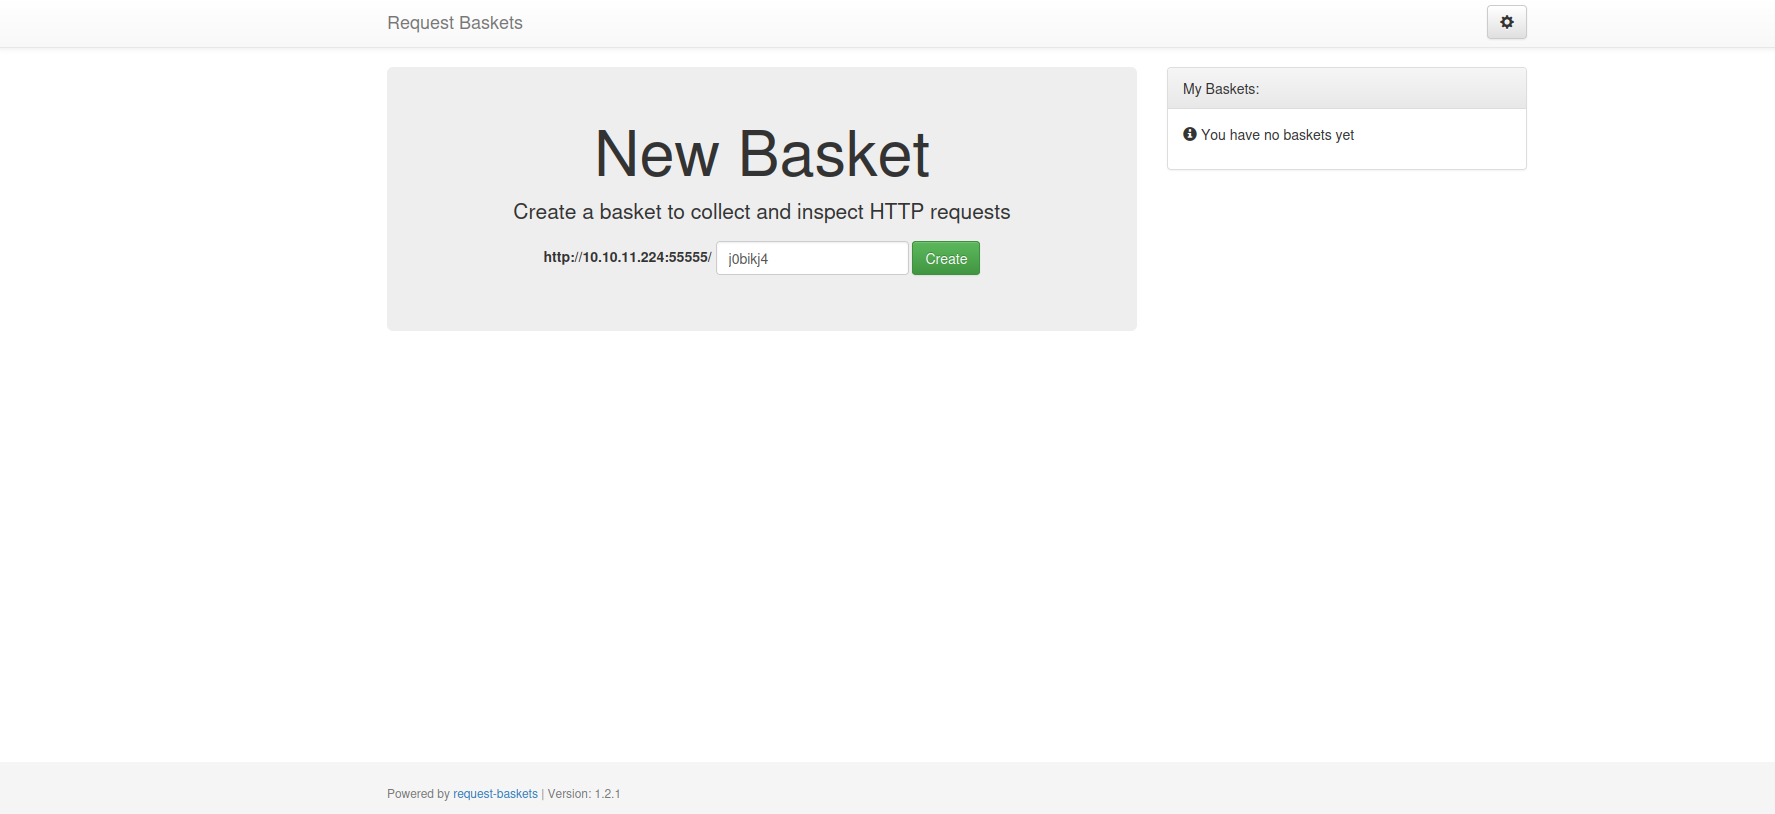 Request Baskets
New Basket
Create a basket to collect and inspect HTTP requests
http://10.10.11.224:55555/ j0bikj4 Create
My Baskets:
You have no baskets yet
Powered by request-baskets | Version: 1.2.1